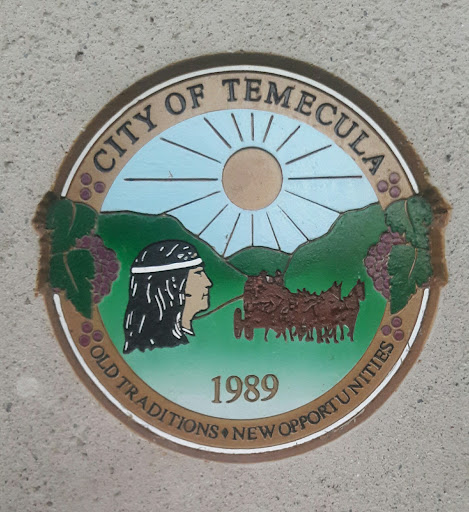 CITY OF TEMECULA
1989
OLD TRADITIONS ♦ NEW OPPORTUNITIES